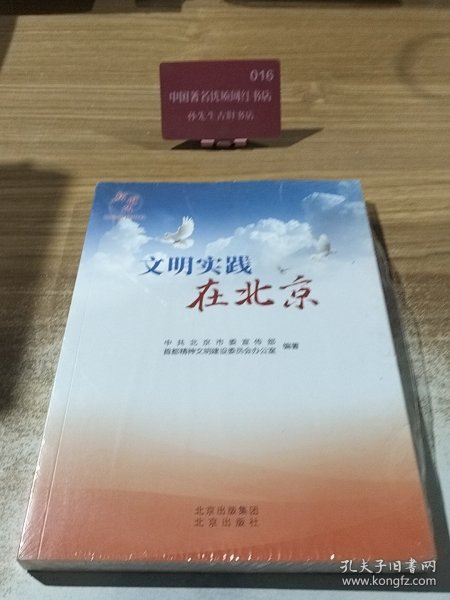 016
中国著名优质网红书店
孙先生古旧书店
文明实践
在北京
中共北京市委宣传部
首都精神文明建设委员会办公室
编著
北京出版集团
北京出版社
孔夫子旧书网
www.kongfz.com